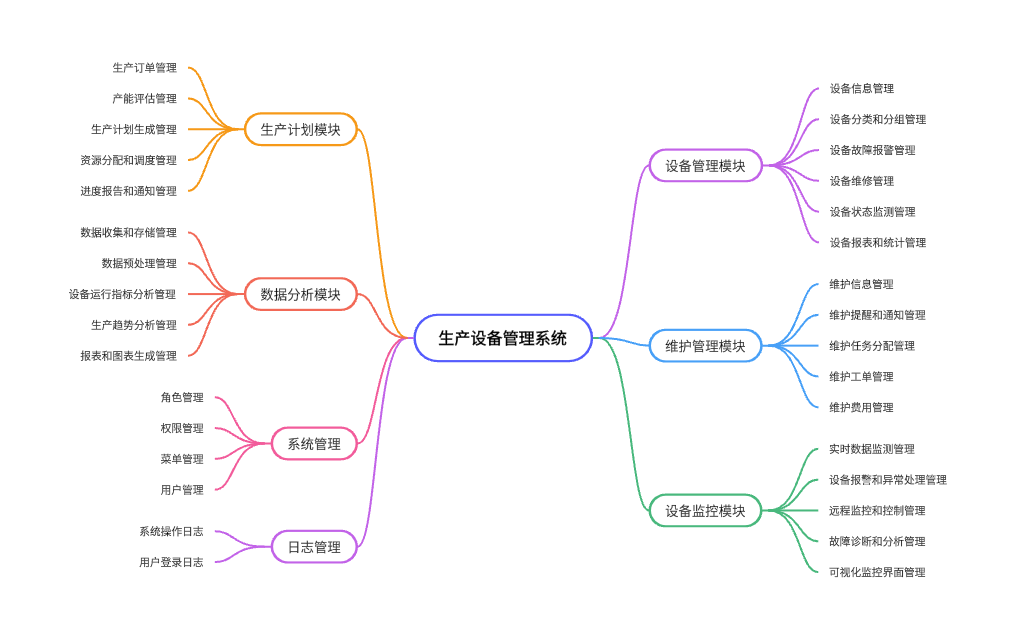 生产设备管理系统
生产计划模块
生产订单管理
产能评估管理
生产计划生成管理
资源分配和调度管理
进度报告和通知管理
数据分析模块
数据收集和存储管理
数据预处理管理
设备运行指标分析管理
生产趋势分析管理
报表和图表生成管理
系统管理
角色管理
权限管理
菜单管理
用户管理
日志管理
系统操作日志
用户登录日志
设备管理模块
设备信息管理
设备分类和分组管理
设备故障报警管理
设备维修管理
设备状态监测管理
设备报表和统计管理
维护管理模块
维护信息管理
维护提醒和通知管理
维护任务分配管理
维护工单管理
维护费用管理
设备监控模块
实时数据监测管理
设备报警和异常处理管理
远程监控和控制管理
故障诊断和分析管理
可视化监控界面管理